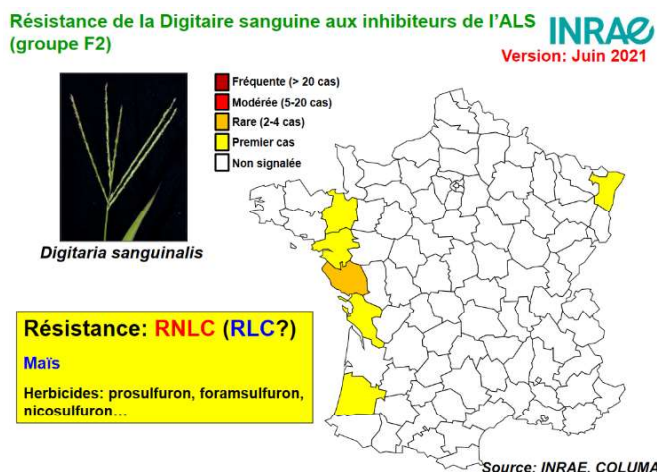 Résistance de la Digitaire sanguine aux inhibiteurs de l'ALS
(groupe F2)
INRAE
Version: Juin 2021
Fréquente (> 20 cas)
Modérée (5-20 cas)
Rare (2-4 cas)
Premier cas
Non signalée
Digitaria sanguinalis
Résistance: RNLC (RLC?)
Maïs
Herbicides: prosulfuron, foramsulfuron,
nicosulfuron…
Source: INRAE, COLUMA